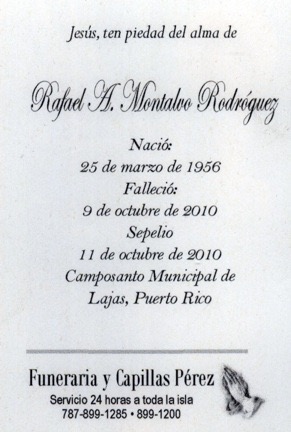 Jesús, ten piedad del alma de
Rafael A. Montalvo Rodróguez
Nació:
25 de marzo de 1956
Falleció:
9 de octubre de 2010
Sepelio
11 de octubre de 2010
Camposanto Municipal de
Lajas, Puerto Rico
Funeraria y Capillas Pérez
Servicio 24 horas a toda la isla
787-899-1285 • 899-1200